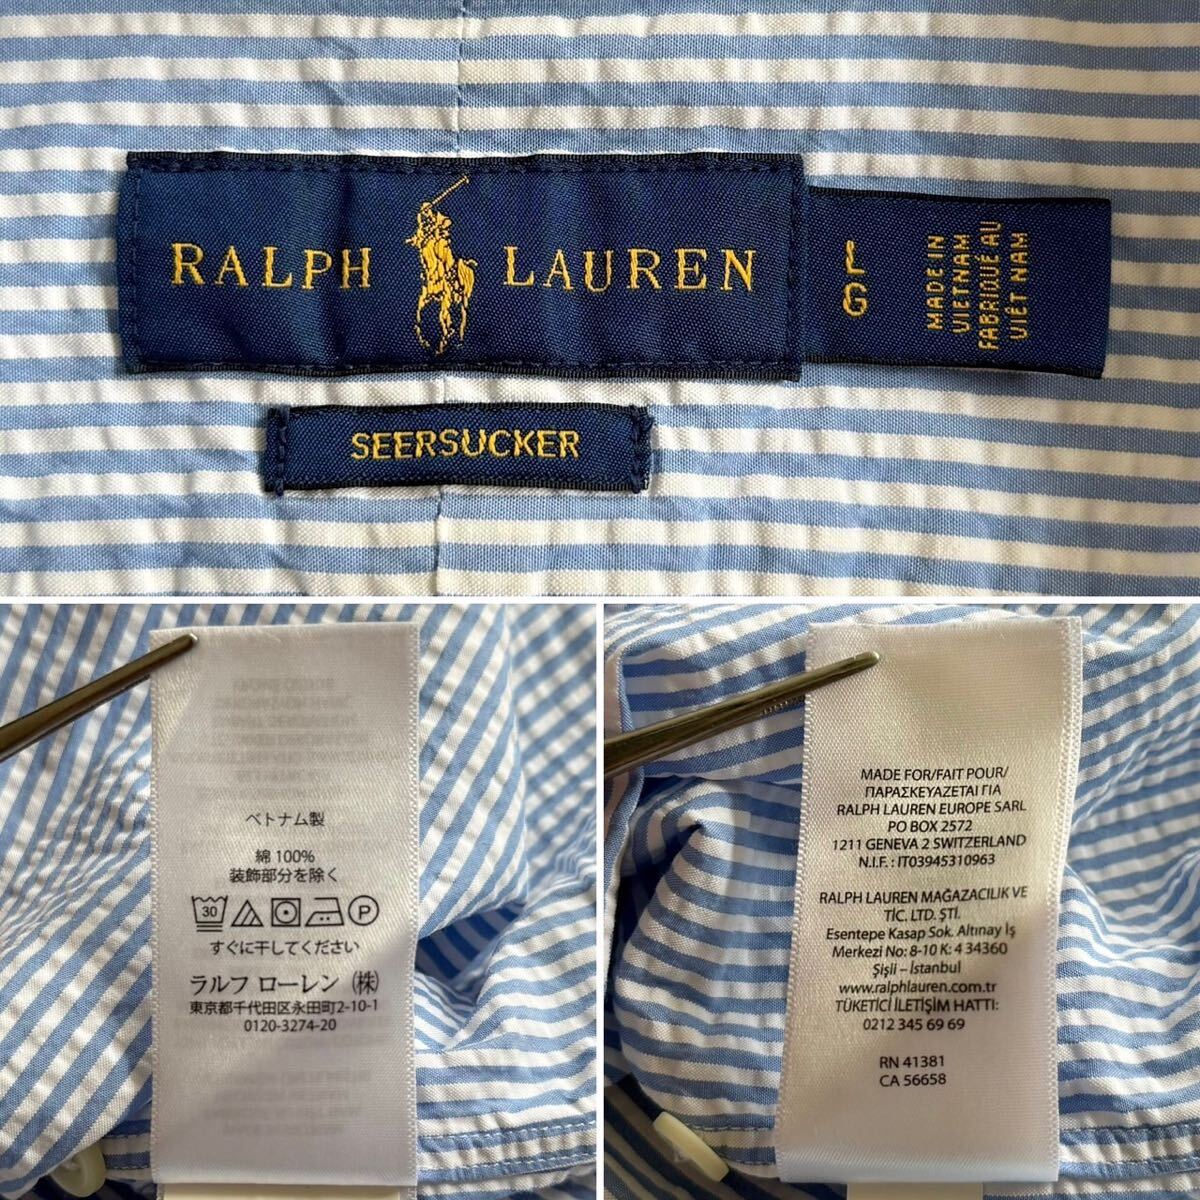 RALPH LAUREN
L
G
MADE IN
VIETNAM
FABRIQUÉ AU
VIÊT NAM
SEERSUCKER
ベトナム製
綿 100%
装飾部分を除く
30
P
すぐに干してください
ラルフ ローレン (株)
東京都千代田区永田町2-10-1
0120-3274-20
MADE FOR/FAIT POUR/
ΠΑΡΑΣΚΕΥΑΖΕΤΑΙ ΓΙΑ
RALPH LAUREN EUROPE SARL
PO BOX 2572
1211 GENEVA 2 SWITZERLAND
N.I.F. : IT03945310963
RALPH LAUREN MAĞAZACILIK VE
TİC. LTD. ŞTİ.
Esentepe Kasap Sok. Altınay İş
Merkezi No: 8-10 K: 4 34360
Şişli – İstanbul
www.ralphlauren.com.tr
TÜKETİCİ İLETİŞİM HATTI:
0212 345 69 69
RN 41381
CA 56658